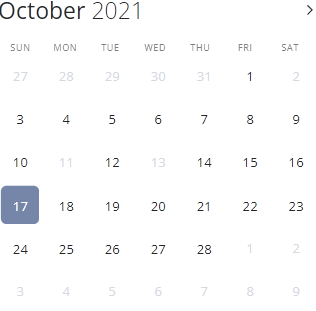 October 2021 >
SUN MON TUE WED THU FRI SAT
27 28 29 30 31 1 2
3 4 5 6 7 8 9
10 11 12 13 14 15 16
17 18 19 20 21 22 23
24 25 26 27 28 1 2
3 4 5 6 7 8 9